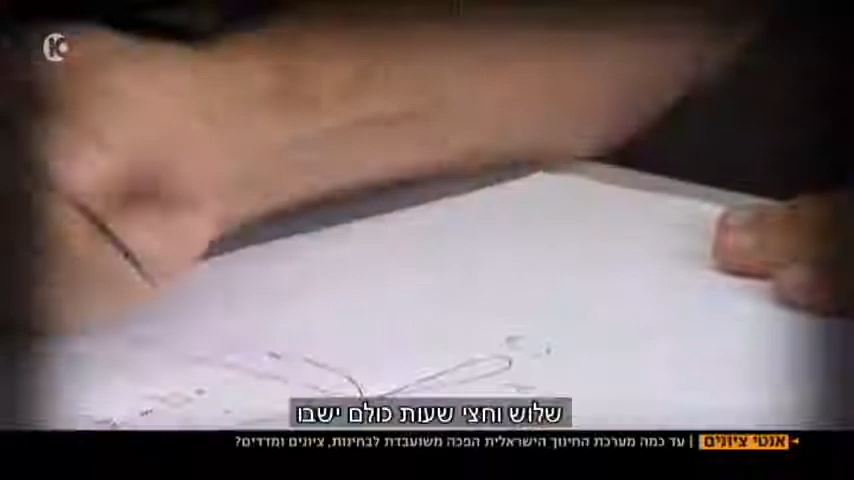 שלוש וחצי שעות כולם ישבו
אנטי ציונים | עד כמה מערכת החינוך הישראלית הפכה משועבדת לבחינות, ציונים ומדדים?